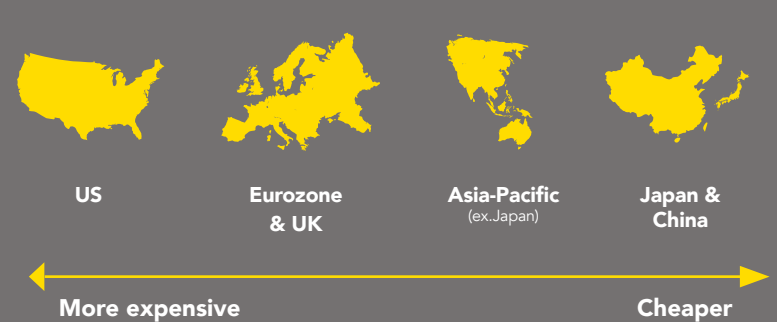 US
Eurozone
& UK
Asia-Pacific
(ex.Japan)
Japan &
China
More expensive
Cheaper